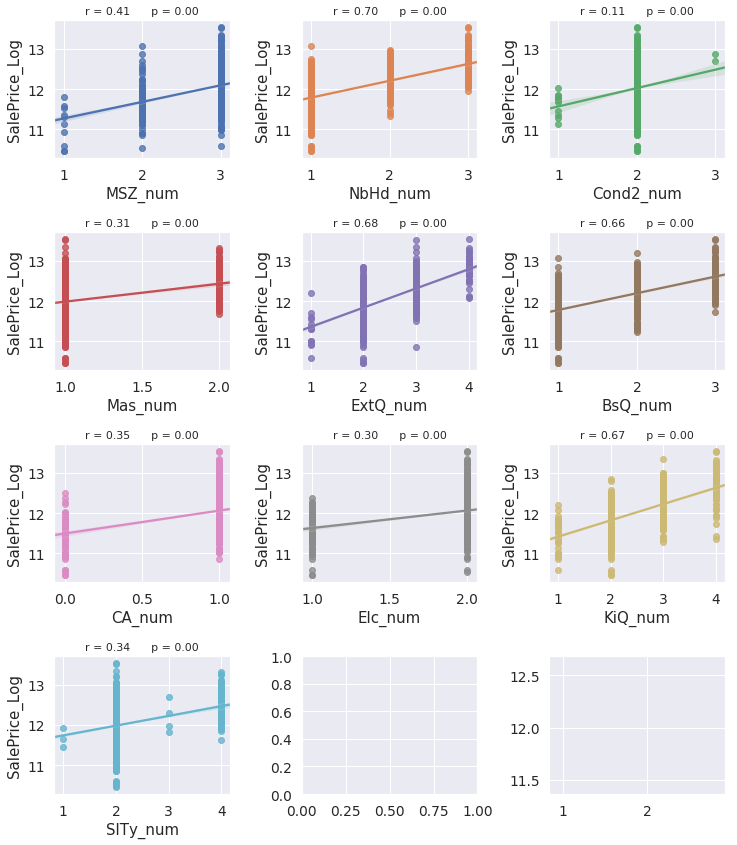 r = 0.41 p = 0.00
SalePrice_Log
13
12
11
1 2 3
MSZ_num
r = 0.70 p = 0.00
SalePrice_Log
13
12
11
1 2 3
NbHd_num
r = 0.11 p = 0.00
SalePrice_Log
13
12
11
1 2 3
Cond2_num
r = 0.31 p = 0.00
SalePrice_Log
13
12
11
1.0 1.5 2.0
Mas_num
r = 0.68 p = 0.00
SalePrice_Log
13
12
11
1 2 3 4
ExtQ_num
r = 0.66 p = 0.00
SalePrice_Log
13
12
11
1 2 3
BsQ_num
r = 0.35 p = 0.00
SalePrice_Log
13
12
11
0.0 0.5 1.0
CA_num
r = 0.30 p = 0.00
SalePrice_Log
13
12
11
1.0 1.5 2.0
Elc_num
r = 0.67 p = 0.00
SalePrice_Log
13
12
11
1 2 3 4
KiQ_num
r = 0.34 p = 0.00
SalePrice_Log
13
12
11
1 2 3 4
SlTy_num
1.0
0.8
0.6
0.4
0.2
0.0
0.00 0.25 0.50 0.75 1.00
12.5
12.0
11.5
1 2